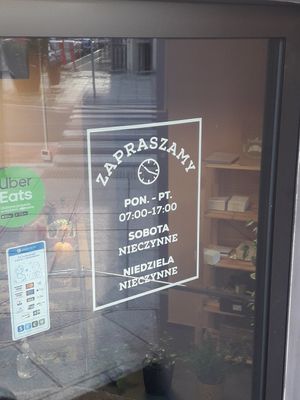 Uber
Eats
ZAPRASZAMY
PON. - PT.
07:00-17:00
SOBOTA
NIECZYNNE
NIEDZIELA
NIECZYNNE